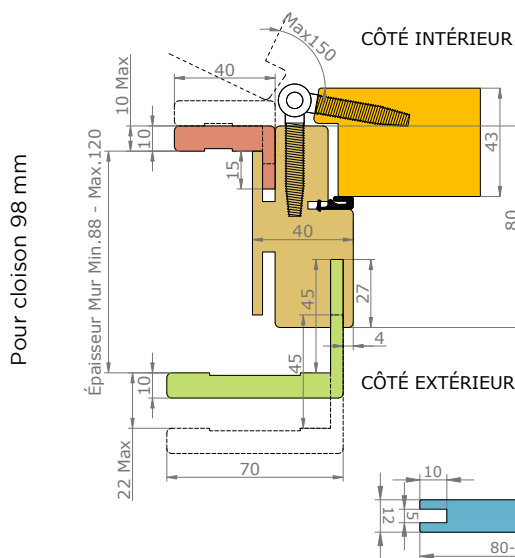 Max150
CÔTÉ INTÉRIEUR
10 Max
40
10
43
15
Pour cloison 98 mm
Épaisseur Mur Min.88 - Max.120
40
80
45
27
45
4
10
CÔTÉ EXTÉRIEUR
22 Max
70
10
12
5
80-